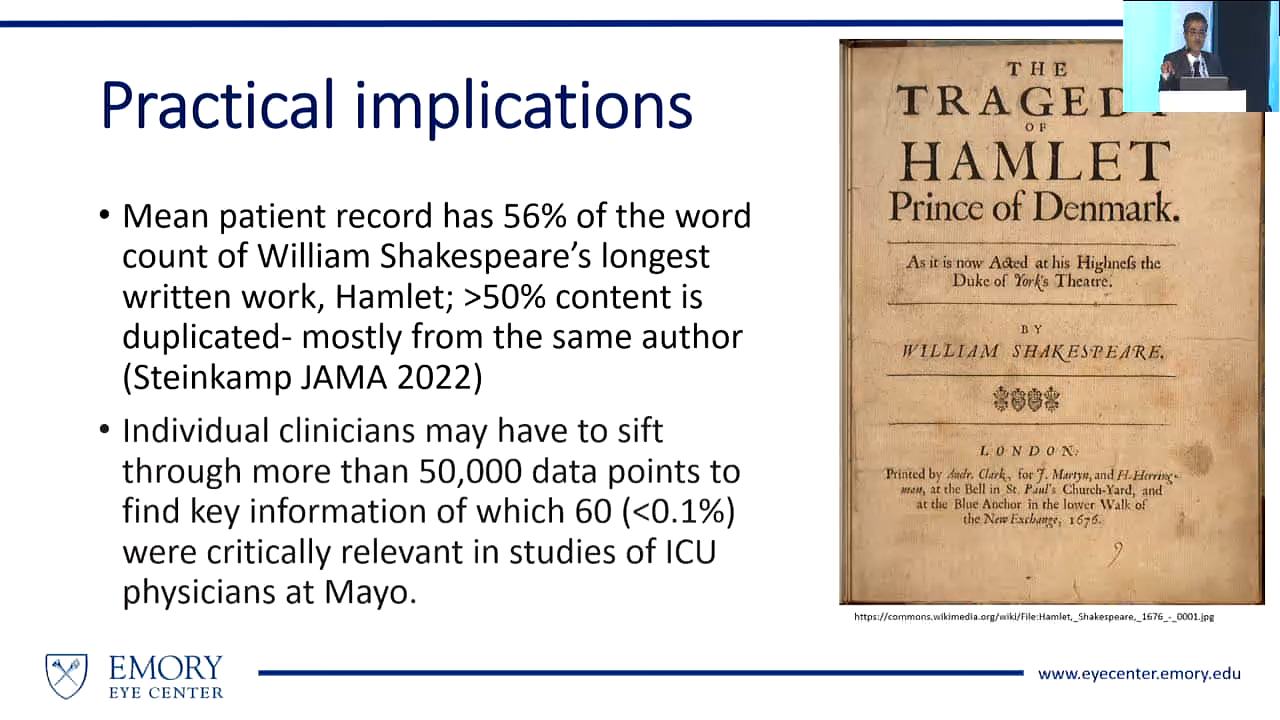 Practical implications
• Mean patient record has 56% of the word
count of William Shakespeare’s longest
written work, Hamlet; >50% content is
duplicated- mostly from the same author
(Steinkamp JAMA 2022)
• Individual clinicians may have to sift
through more than 50,000 data points to
find key information of which 60 (<0.1%)
were critically relevant in studies of ICU
physicians at Mayo.
THE
TRAGEDY
OF
HAMLET
Prince of Denmark.
As it is now Acted at his Highneſs the
Duke of York's Theatre.
BY
WILLIAM SHAKESPEARE.
LONDON:
Printed by Andr. Clark, for J. Martyn, and H. Herring-
man, at the Bell in St. Paul's Church-Yard, and
at the Blue Anchor in the lower Walk of
the New Exchange, 1676.
https://commons.wikimedia.org/wiki/File:Hamlet,_Shakespeare,_1676_-_0001.jpg
EMORY
EYE CENTER
www.eyecenter.emory.edu